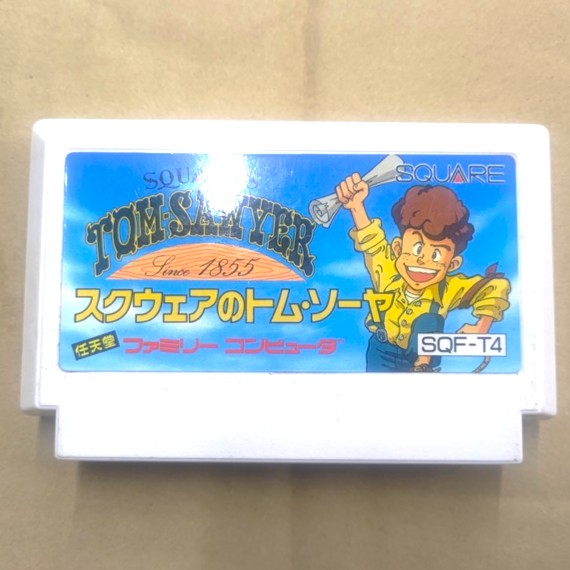 SQUARE
SQUARE'S
TOM·SAWYER
Since 1855
スクウェアのトム・ソーヤ
任天堂 ファミリー コンピュータ
SQF-T4